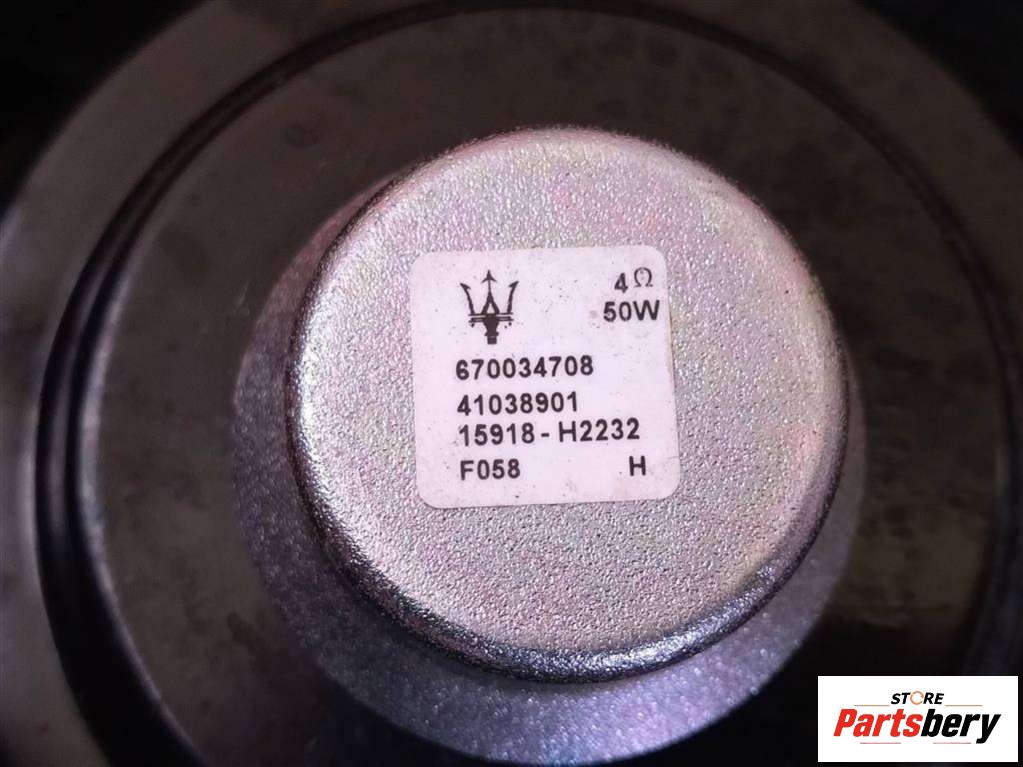 4Ω
50W
670034708
41038901
15918-H2232
F058 H
STORE
Partsbery